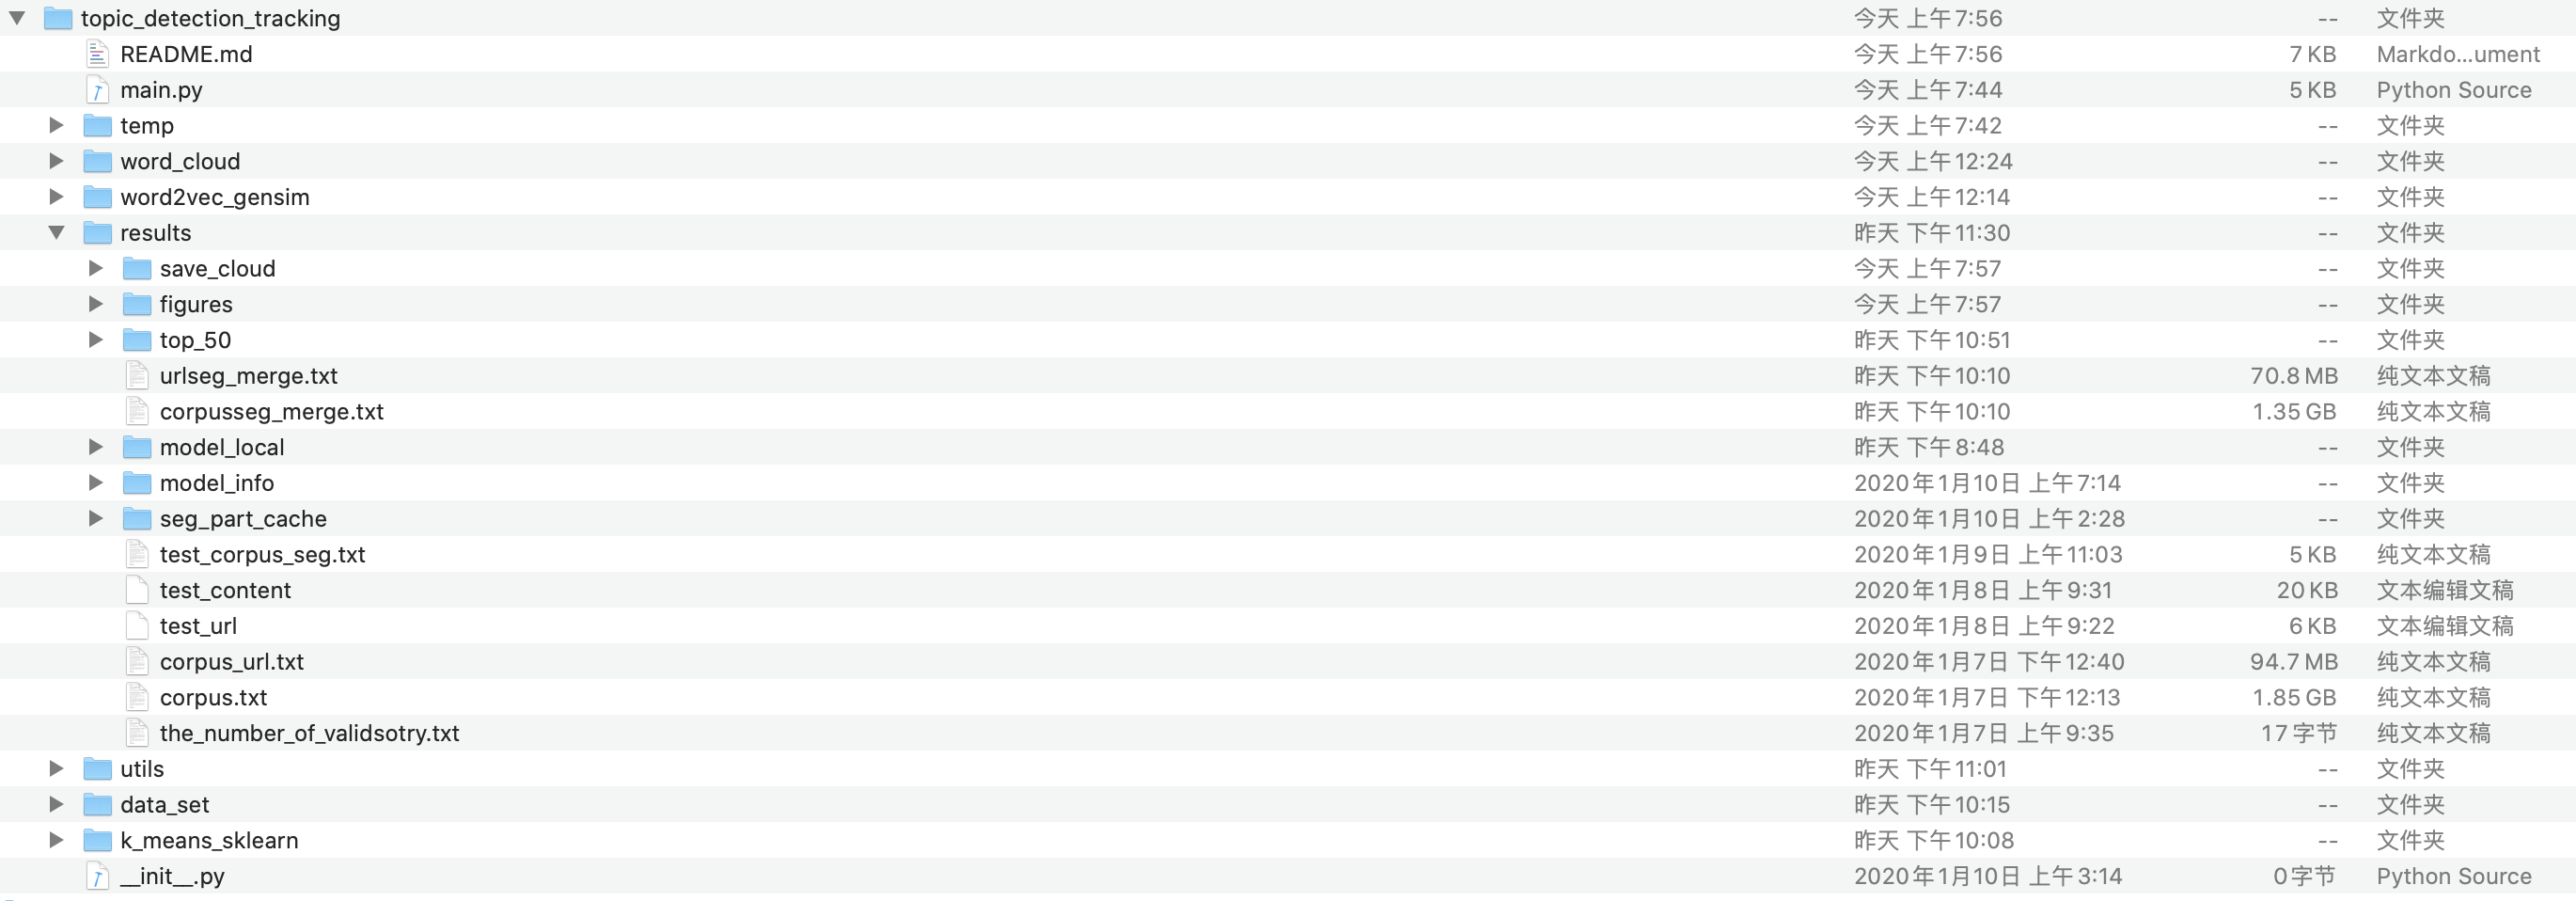 topic_detection_tracking 今天 上午7:56 -- 文件夹
README.md 今天 上午7:56 7 KB Markdo...ument
main.py 今天 上午7:44 5 KB Python Source
temp 今天 上午7:42 -- 文件夹
word_cloud 今天 上午12:24 -- 文件夹
word2vec_gensim 今天 上午12:14 -- 文件夹
results 昨天 下午11:30 -- 文件夹
save_cloud 今天 上午7:57 -- 文件夹
figures 今天 上午7:57 -- 文件夹
top_50 昨天 下午10:51 -- 文件夹
urlseg_merge.txt 昨天 下午10:10 70.8 MB 纯文本文稿
corpusseg_merge.txt 昨天 下午10:10 1.35 GB 纯文本文稿
model_local 昨天 下午8:48 -- 文件夹
model_info 2020年1月10日 上午7:14 -- 文件夹
seg_part_cache 2020年1月10日 上午2:28 -- 文件夹
test_corpus_seg.txt 2020年1月9日 上午11:03 5 KB 纯文本文稿
test_content 2020年1月8日 上午9:31 20 KB 文本编辑文稿
test_url 2020年1月8日 上午9:22 6 KB 文本编辑文稿
corpus_url.txt 2020年1月7日 下午12:40 94.7 MB 纯文本文稿
corpus.txt 2020年1月7日 下午12:13 1.85 GB 纯文本文稿
the_number_of_validsotry.txt 2020年1月7日 上午9:35 17 字节 纯文本文稿
utils 昨天 下午11:01 -- 文件夹
data_set 昨天 下午10:15 -- 文件夹
k_means_sklearn 昨天 下午10:08 -- 文件夹
__init__.py 2020年1月10日 上午3:14 0 字节 Python Source